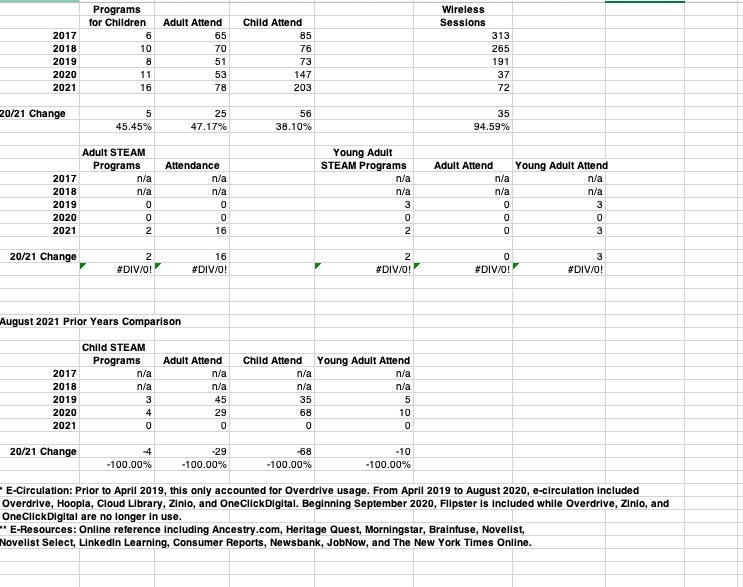 Programs Wireless
for Children Adult Attend Child Attend Sessions
2017 6 65 85 313
2018 10 70 76 265
2019 8 51 73 191
2020 11 53 147 37
2021 16 78 203 72
20/21 Change 5 25 56 35
45.45% 47.17% 38.10% 94.59%
Adult STEAM Young Adult
Programs Attendance STEAM Programs Adult Attend Young Adult Attend
2017 n/a n/a n/a n/a n/a
2018 n/a n/a n/a n/a n/a
2019 0 0 3 0 3
2020 0 0 0 0 0
2021 2 16 2 0 3
20/21 Change 2 16 2 0 3
#DIV/0! #DIV/0! #DIV/0! #DIV/0! #DIV/0!
August 2021 Prior Years Comparison
Child STEAM
Programs Adult Attend Child Attend Young Adult Attend
2017 n/a n/a n/a n/a
2018 n/a n/a n/a n/a
2019 3 45 35 5
2020 4 29 68 10
2021 0 0 0 0
20/21 Change -4 -29 -68 -10
-100.00% -100.00% -100.00% -100.00%
* E-Circulation: Prior to April 2019, this only accounted for Overdrive usage. From April 2019 to August 2020, e-circulation included
Overdrive, Hoopla, Cloud Library, Zinio, and OneClickDigital. Beginning September 2020, Flipster is included while Overdrive, Zinio, and
OneClickDigital are no longer in use.
** E-Resources: Online reference including Ancestry.com, Heritage Quest, Morningstar, Brainfuse, Novelist,
Novelist Select, LinkedIn Learning, Consumer Reports, Newsbank, JobNow, and The New York Times Online.